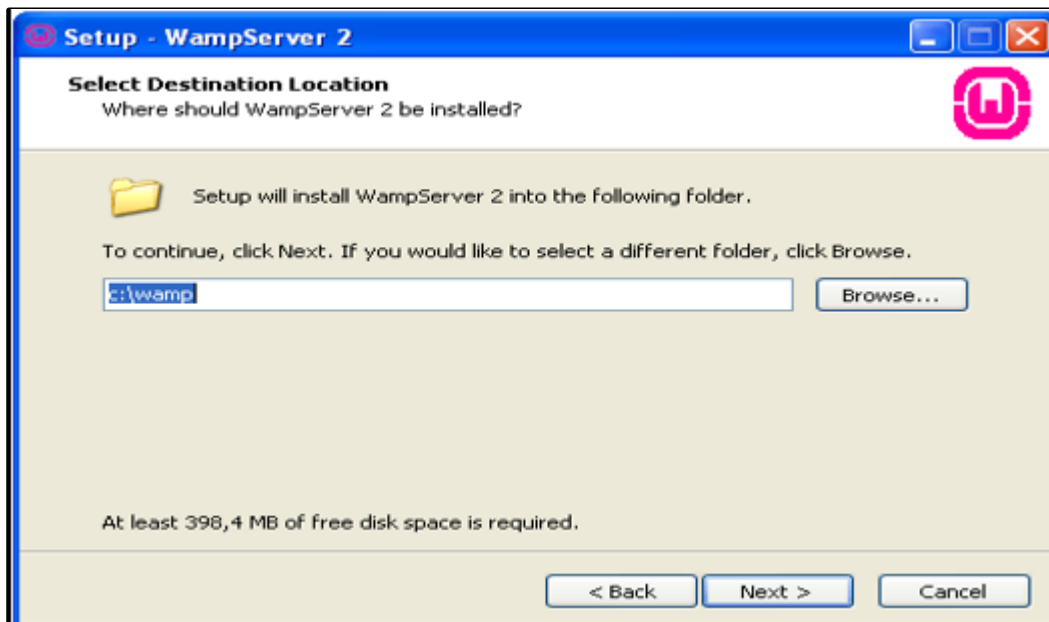 Setup - WampServer 2
Select Destination Location
Where should WampServer 2 be installed?
Setup will install WampServer 2 into the following folder.
To continue, click Next. If you would like to select a different folder, click Browse.
c:\wamp
Browse...
At least 398,4 MB of free disk space is required.
< Back
Next >
Cancel